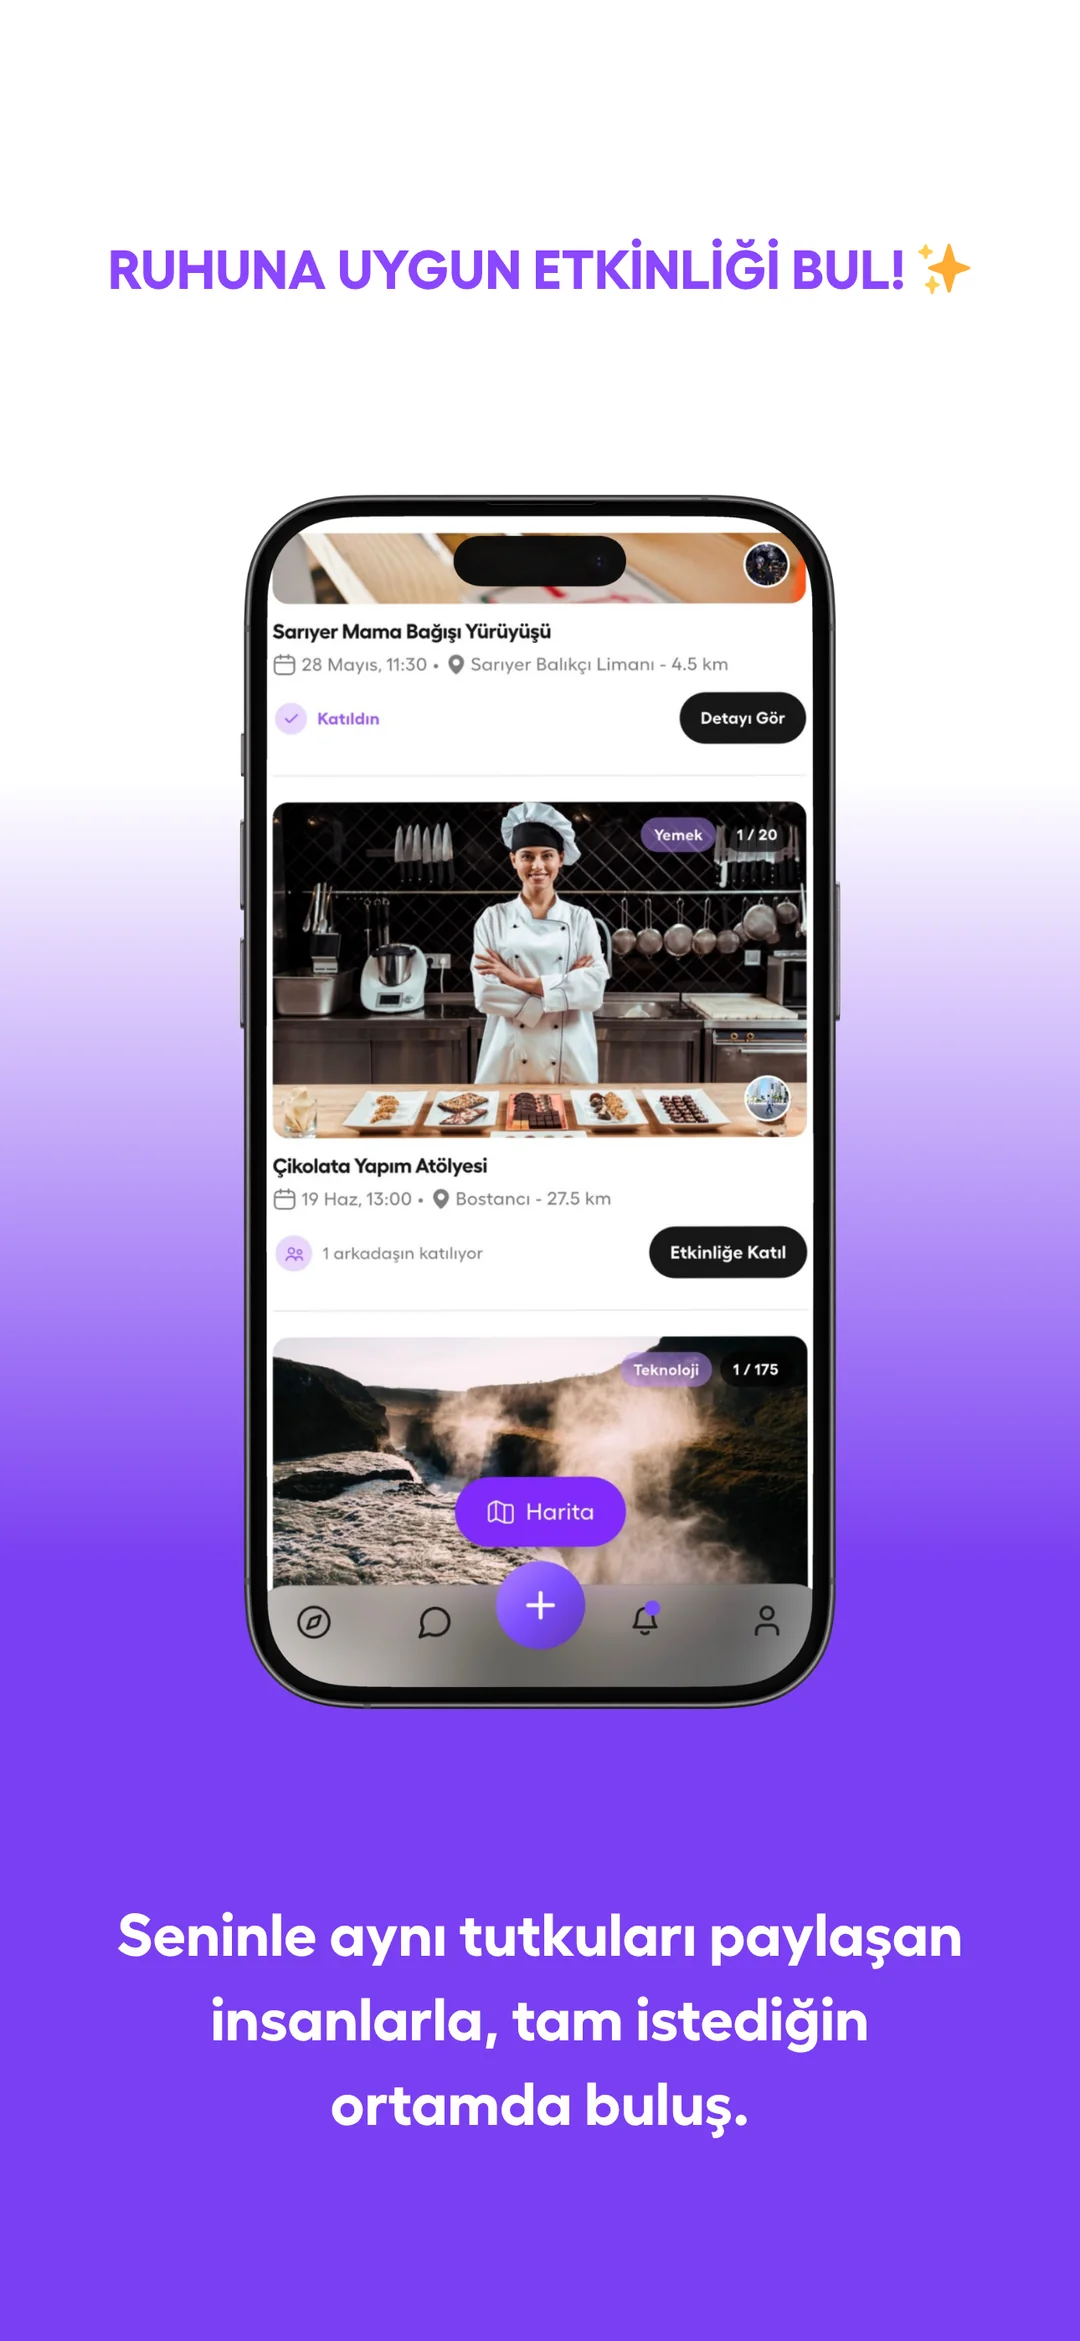 RUHUNA UYGUN ETKİNLİĞİ BUL! ✨
Sarıyer Mama Bağışı Yürüyüşü
28 Mayıs, 11:30 • Sarıyer Balıkçı Limanı - 4.5 km
Katıldın
Detayı Gör
Yemek
1 / 20
Çikolata Yapım Atölyesi
19 Haz, 13:00 • Bostancı - 27.5 km
1 arkadaşın katılıyor
Etkinliğe Katıl
Teknoloji
1 / 175
Harita
Seninle aynı tutkuları paylaşan
insanlarla, tam istediğin
ortamda buluş.